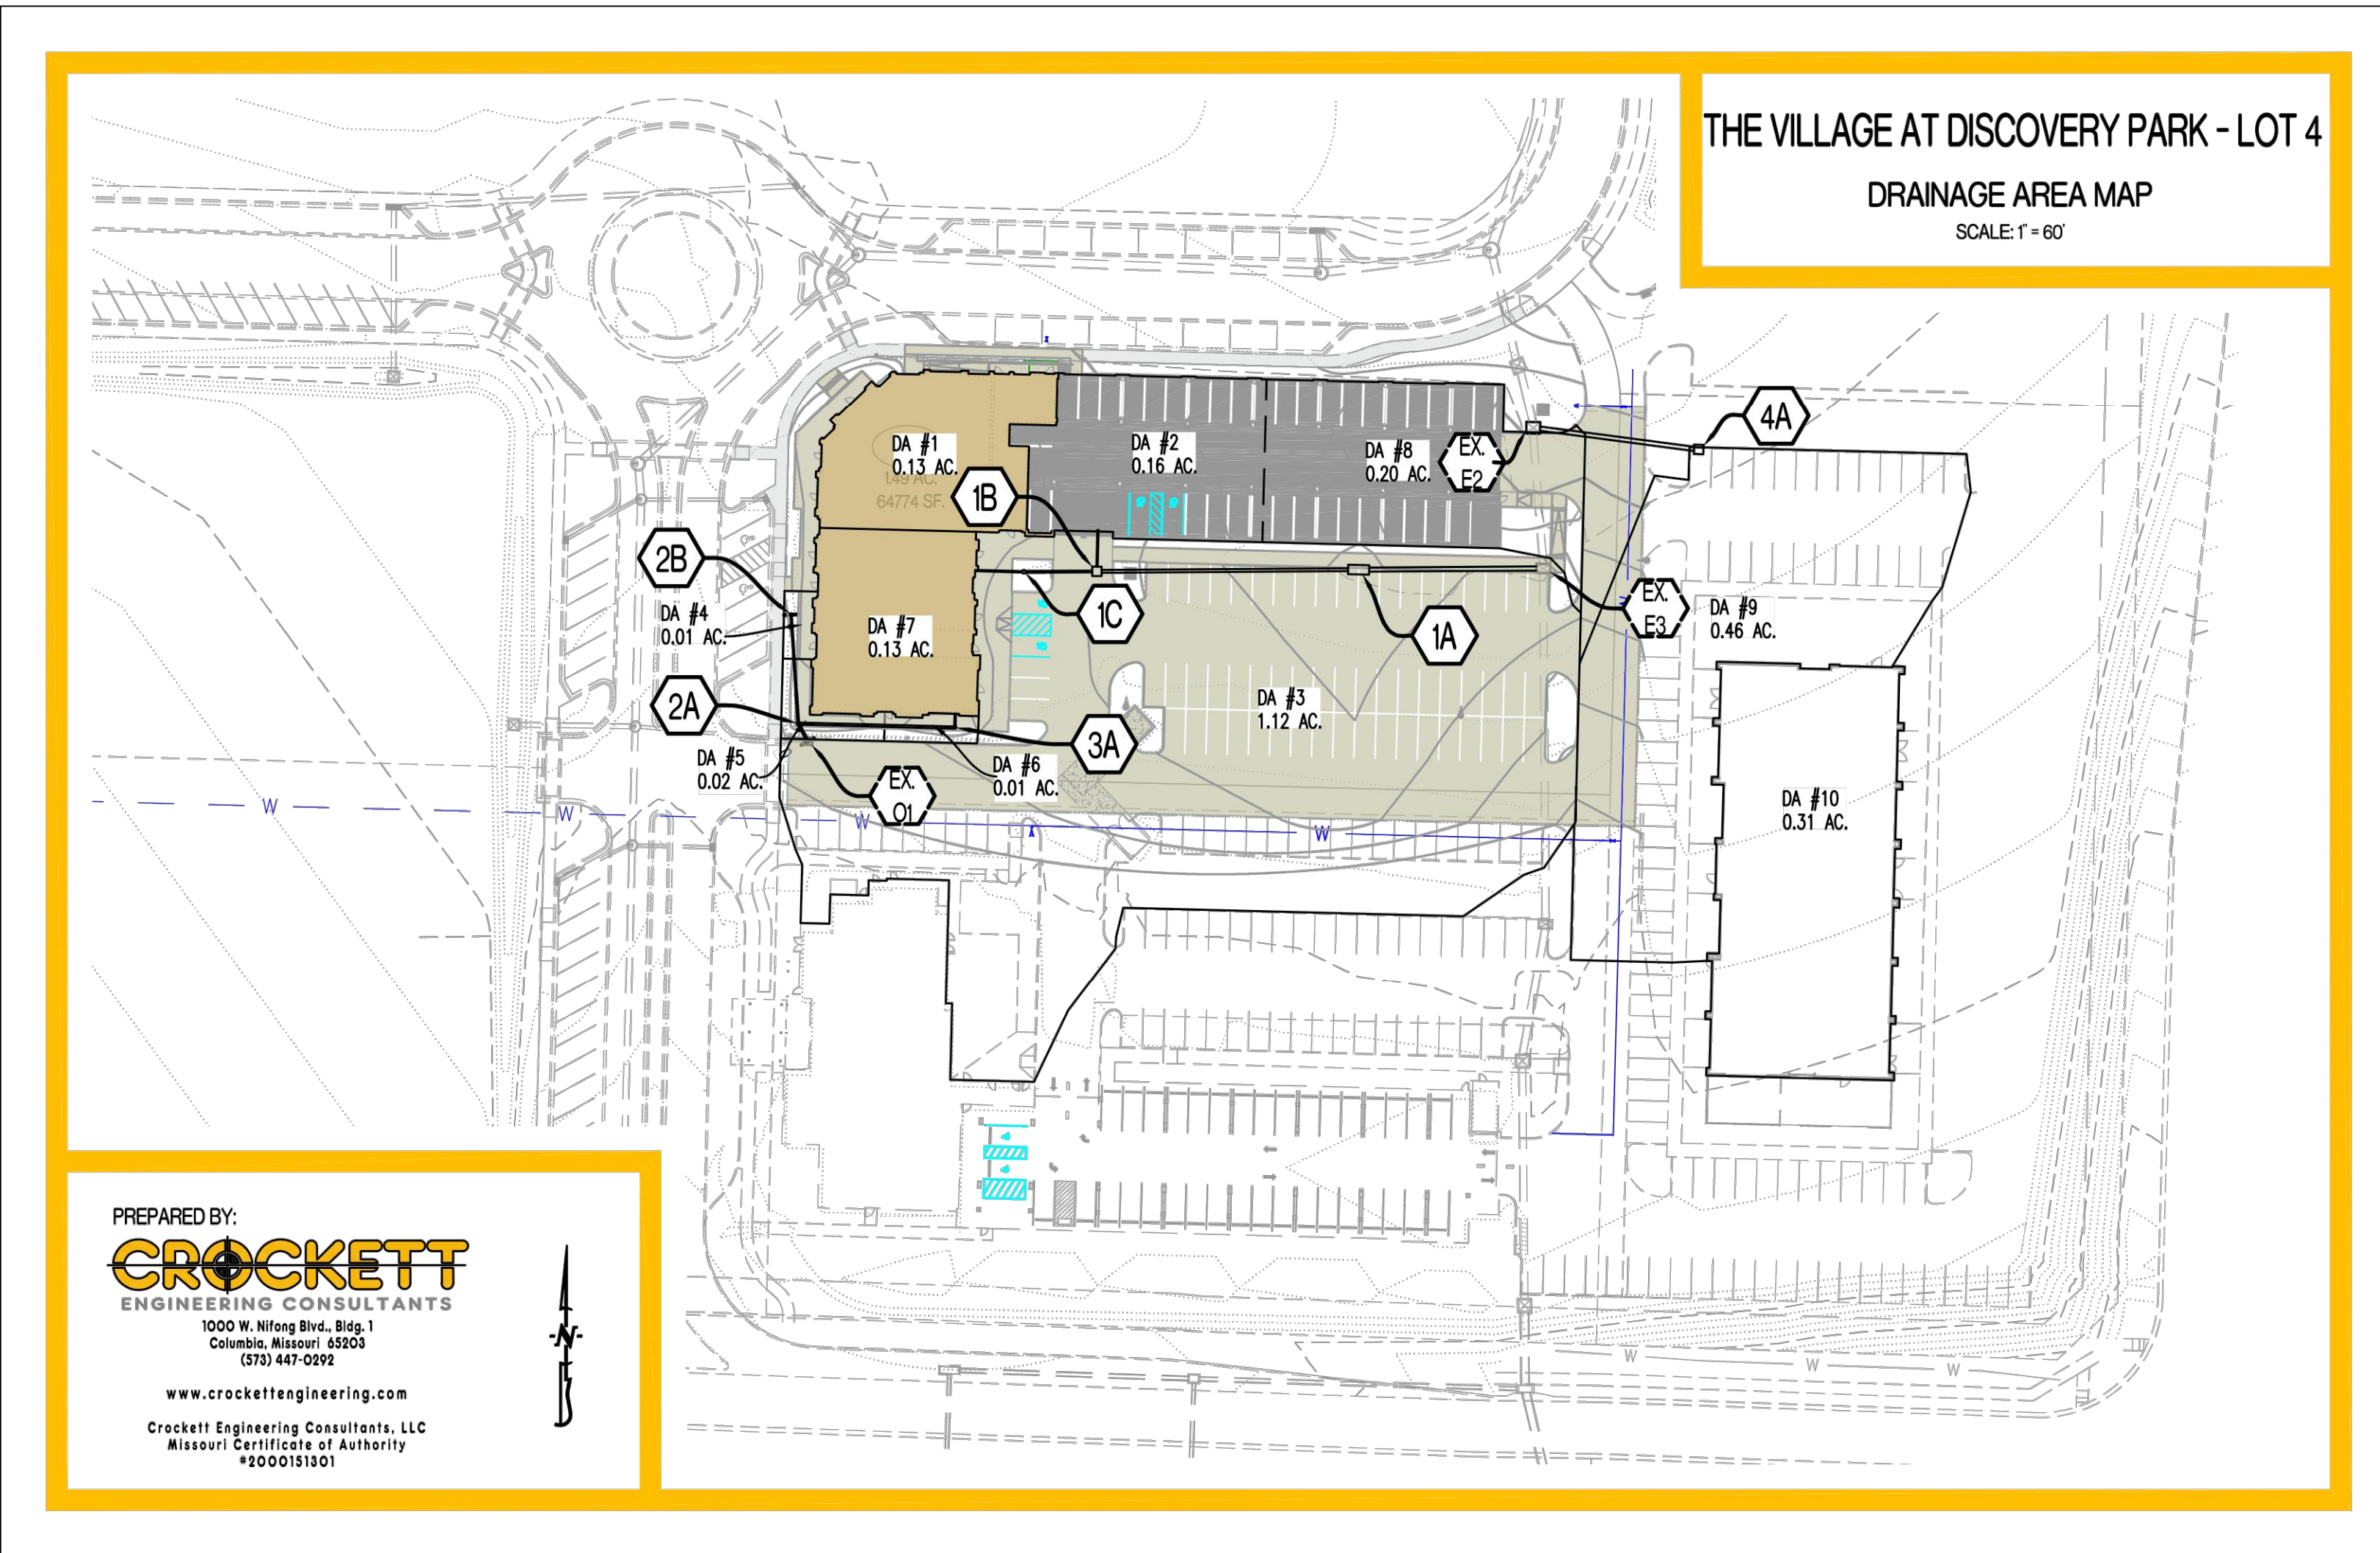 THE VILLAGE AT DISCOVERY PARK - LOT 4
DRAINAGE AREA MAP
SCALE: 1" = 60'
4A
DA #1
0.13 AC.
1.49 AC.
64774 SF.
1B
DA #2
0.16 AC.
DA #8
0.20 AC.
EX.
E2
2B
DA #4
0.01 AC.
DA #7
0.13 AC.
1C
1A
EX.
E3
DA #9
0.46 AC.
2A
3A
DA #3
1.12 AC.
DA #5
0.02 AC.
EX.
O1
DA #6
0.01 AC.
DA #10
0.31 AC.
W
W
W
W
W
W
W
PREPARED BY:
CROCKETT
ENGINEERING CONSULTANTS
1000 W. Nifong Blvd., Bldg. 1
Columbia, Missouri 65203
(573) 447-0292
www.crockettengineering.com
Crockett Engineering Consultants, LLC
Missouri Certificate of Authority
#2000151301
-N-